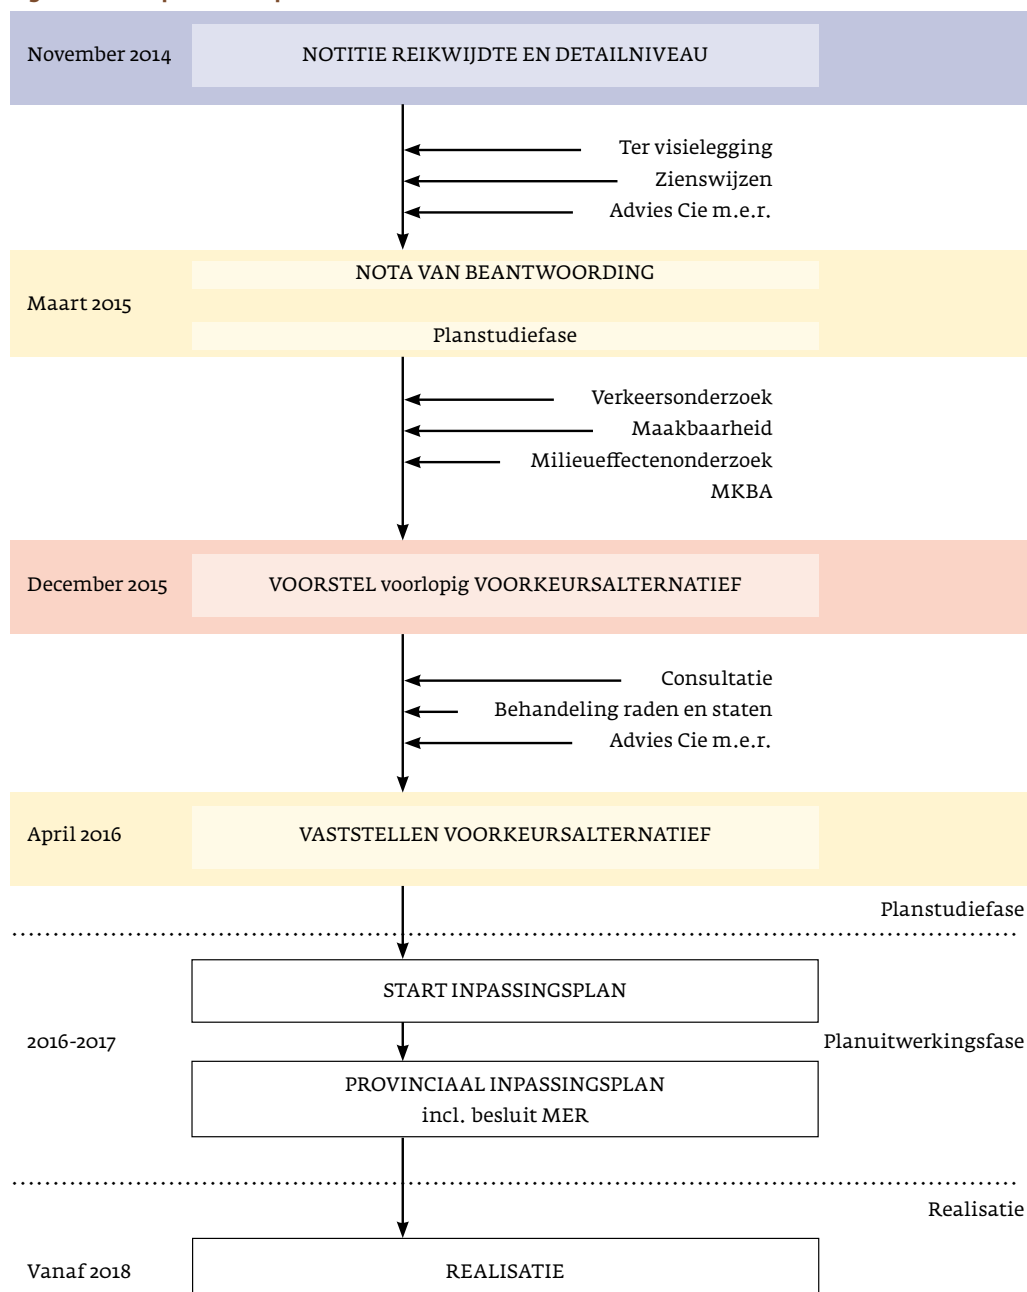 November 2014
NOTITIE REIKWIJDTE EN DETAILNIVEAU
Ter visielegging
Zienswijzen
Advies Cie m.e.r.
NOTA VAN BEANTWOORDING
Maart 2015
Planstudiefase
Verkeersonderzoek
Maakbaarheid
Milieueffectenonderzoek
MKBA
December 2015
VOORSTEL voorlopig VOORKEURSALTERNATIEF
Consultatie
Behandeling raden en staten
Advies Cie m.e.r.
April 2016
VASTSTELLEN VOORKEURSALTERNATIEF
Planstudiefase
START INPASSINGSPLAN
2016-2017
Planuitwerkingsfase
PROVINCIAAL INPASSINGSPLAN
incl. besluit MER
Realisatie
Vanaf 2018
REALISATIE